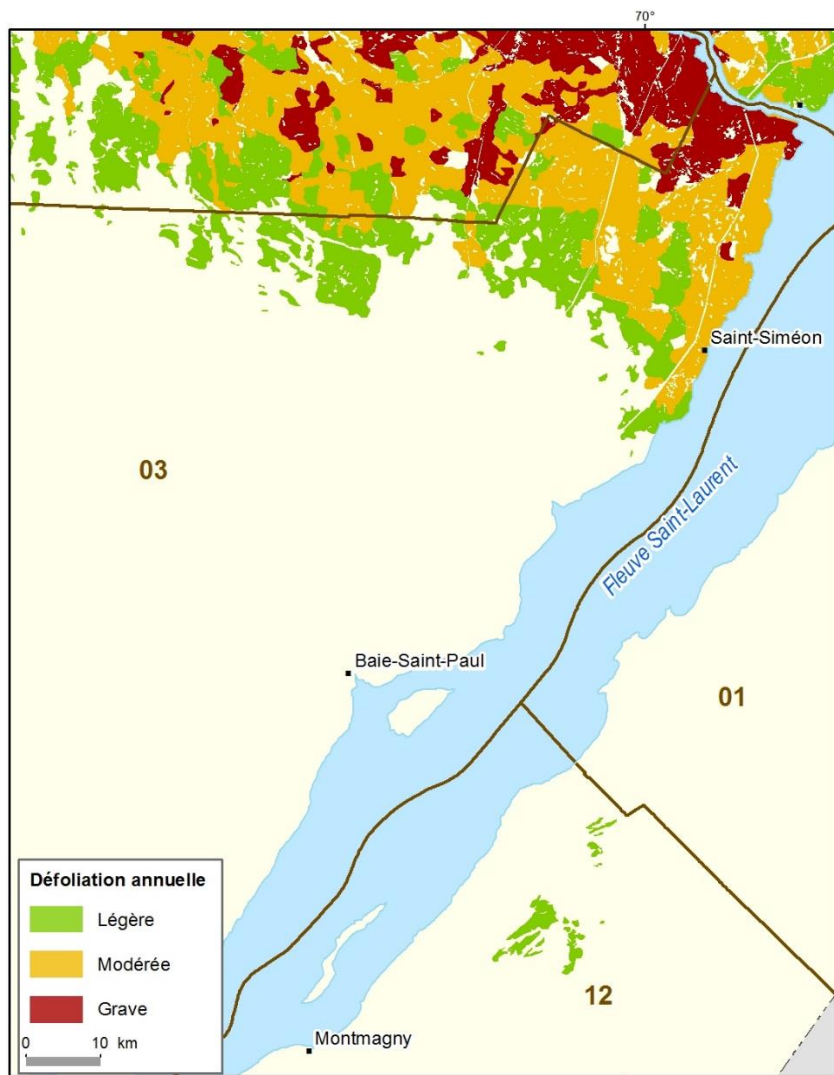 70°
Saint-Siméon
03
Fleuve Saint-Laurent
Baie-Saint-Paul
01
Défoliation annuelle
Légère
Modérée
Grave
0 10 km
12
Montmagny